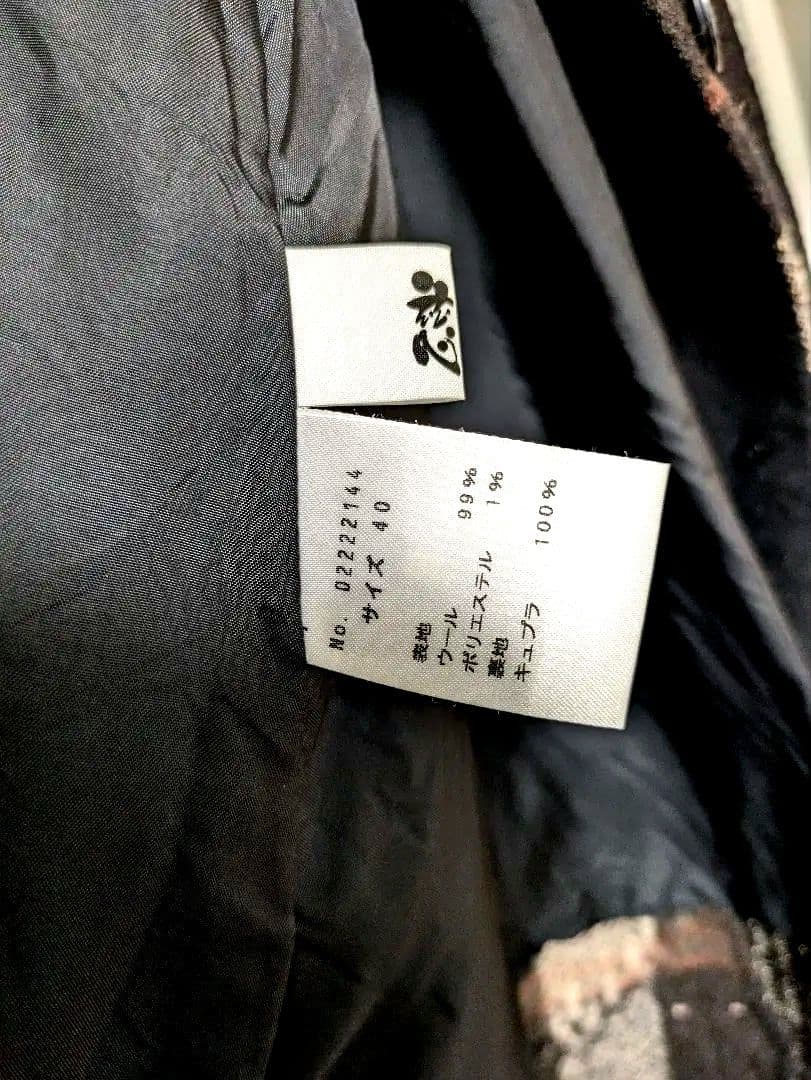 No. 02222144
サイズ 40
表地
ウール 99%
ポリエステル 1%
裏地
キュプラ 100%